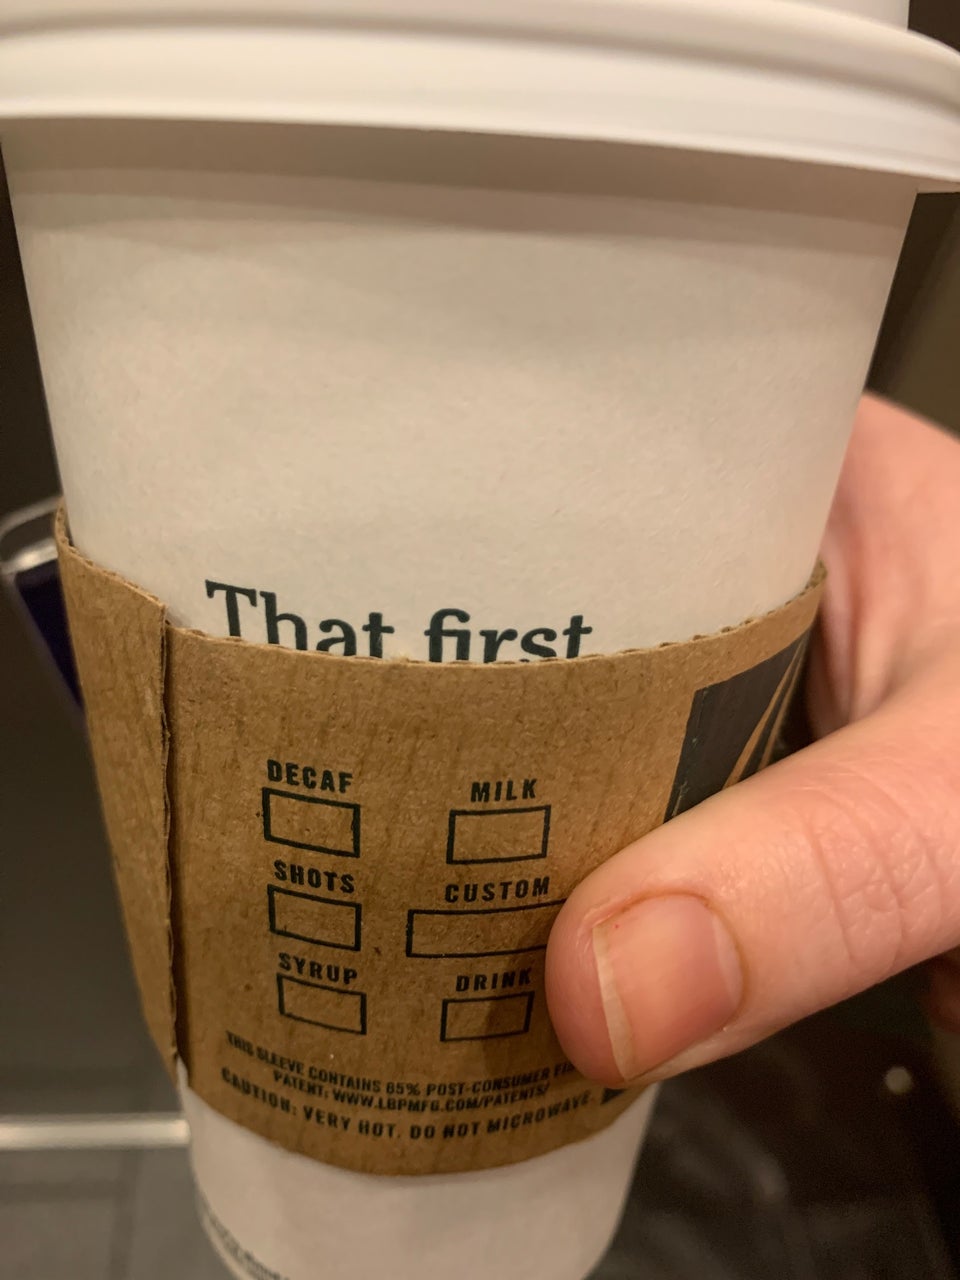 That first
DECAF
MILK
SHOTS
CUSTOM
SYRUP
DRINK
THIS SLEEVE CONTAINS 85% POST-CONSUMER
PATENT: WWW.LBPMFG.COM/PATENTS/
CAUTION: VERY HOT. DO NOT MICROWAVE.